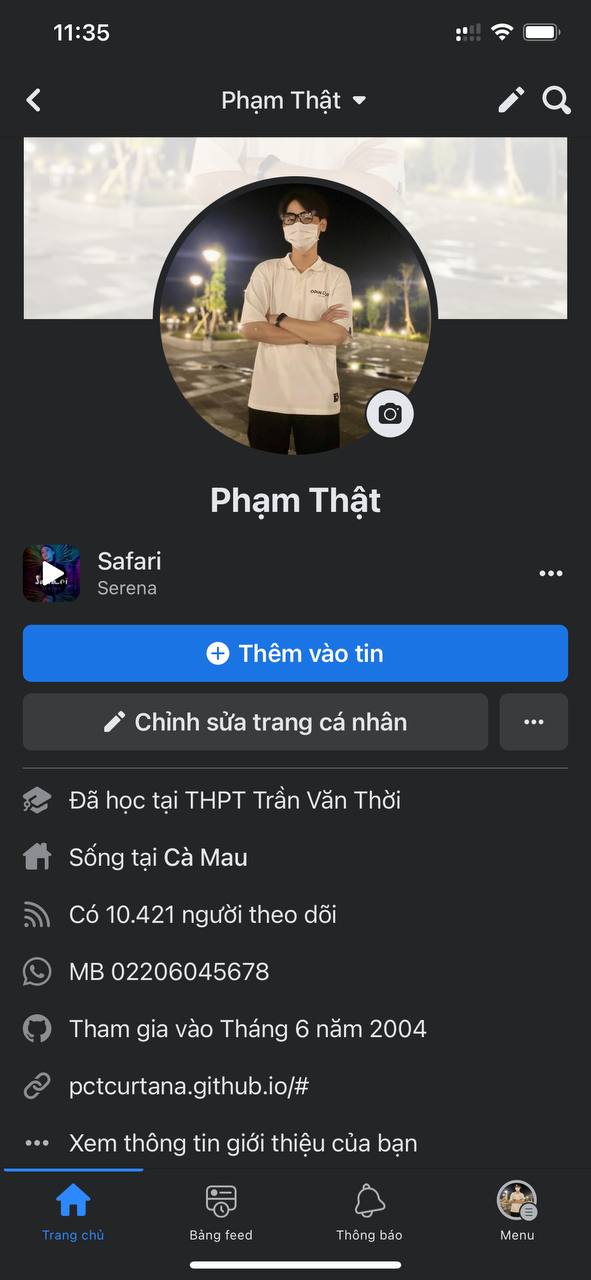 11:35
Phạm Thật
Phạm Thật
Safari
Serena
Thêm vào tin
Chỉnh sửa trang cá nhân
Đã học tại THPT Trần Văn Thời
Sống tại Cà Mau
Có 10.421 người theo dõi
MB 02206045678
Tham gia vào Tháng 6 năm 2004
pctcurtana.github.io/#
Xem thông tin giới thiệu của bạn
Trang chủ
Bảng feed
Thông báo
Menu